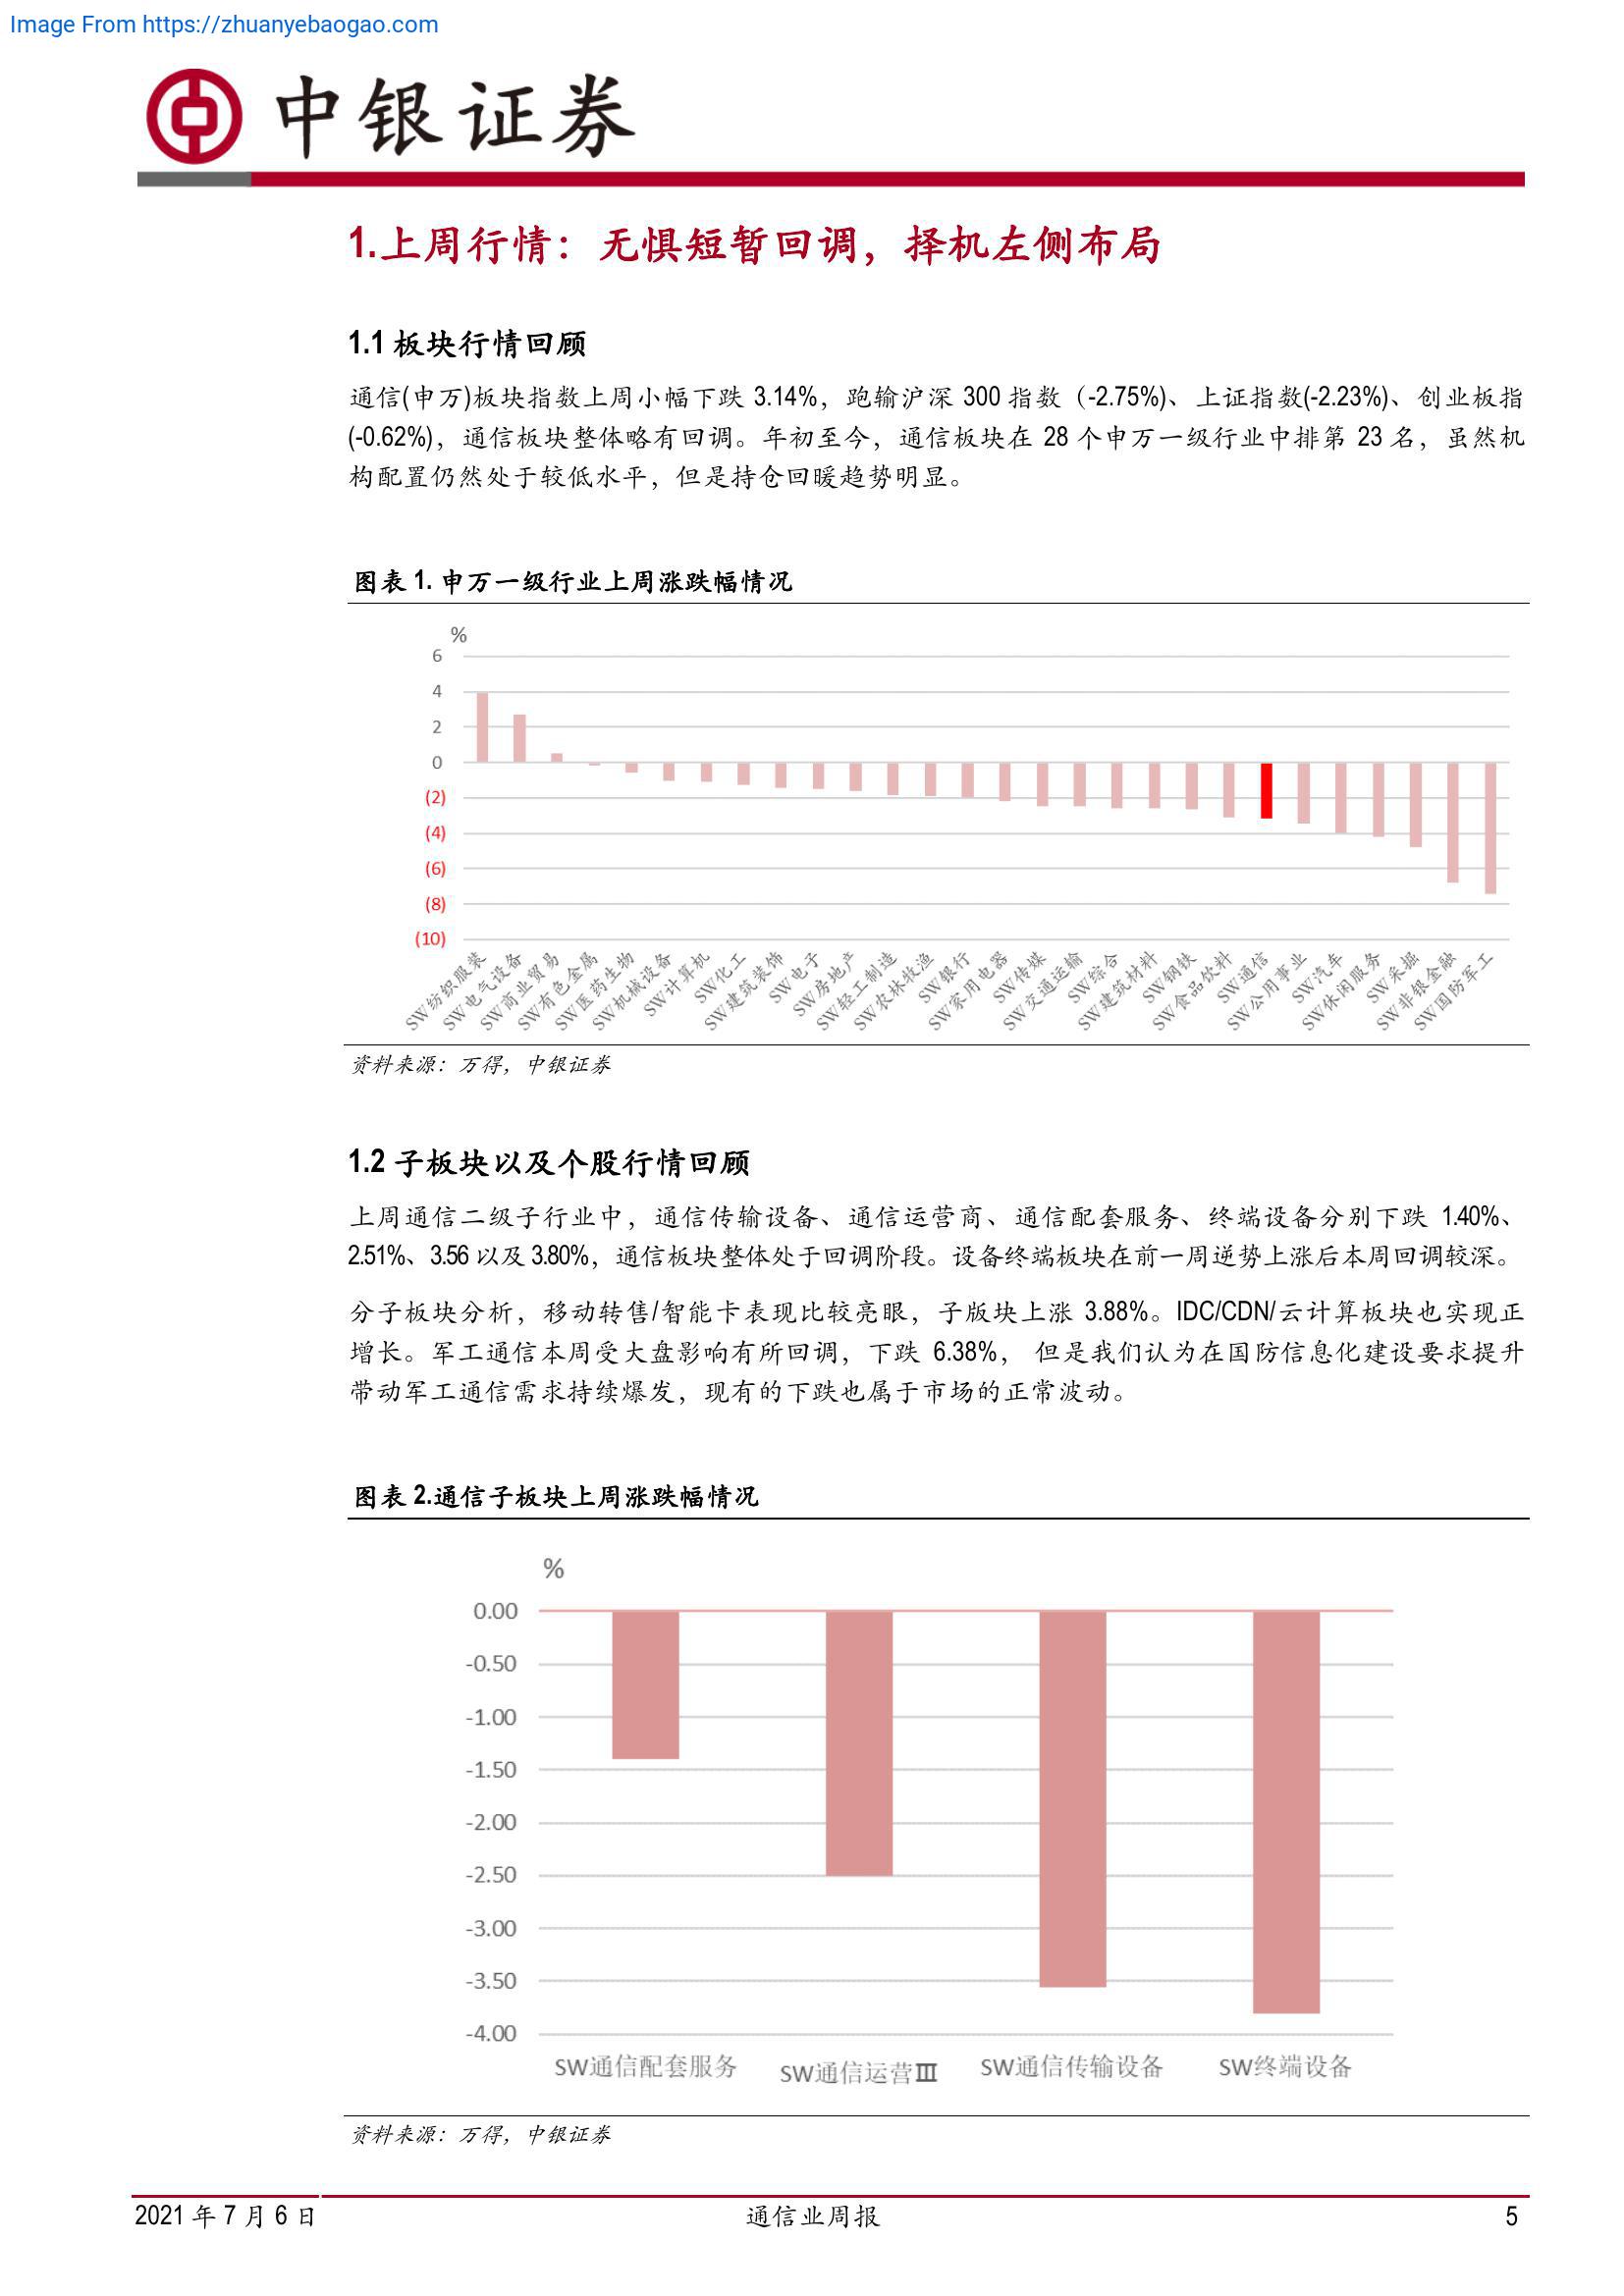 Image From https://zhuanyebaogao.com
中银证券
1.上周行情：无惧短暂回调，择机左侧布局
1.1 板块行情回顾
通信(申万)板块指数上周小幅下跌 3.14%，跑输沪深 300 指数（-2.75%)、上证指数(-2.23%)、创业板指
(-0.62%)，通信板块整体略有回调。年初至今，通信板块在 28 个申万一级行业中排第 23 名，虽然机
构配置仍然处于较低水平，但是持仓回暖趋势明显。
图表 1. 申万一级行业上周涨跌幅情况
%
6
4
2
0
(2)
(4)
(6)
(8)
(10)
SW纺织服装
SW电气设备
SW商业贸易
SW有色金属
SW医药生物
SW机械设备
SW计算机
SW化工
SW建筑装饰
SW电子
SW房地产
SW轻工制造
SW农林牧渔
SW银行
SW家用电器
SW传媒
SW交通运输
SW综合
SW建筑材料
SW钢铁
SW食品饮料
SW通信
SW公用事业
SW汽车
SW休闲服务
SW采掘
SW非银金融
SW国防军工
资料来源：万得，中银证券
1.2 子板块以及个股行情回顾
上周通信二级子行业中，通信传输设备、通信运营商、通信配套服务、终端设备分别下跌 1.40%、
2.51%、3.56 以及 3.80%，通信板块整体处于回调阶段。设备终端板块在前一周逆势上涨后本周回调较深。
分子板块分析，移动转售/智能卡表现比较亮眼，子版块上涨 3.88%。IDC/CDN/云计算板块也实现正
增长。军工通信本周受大盘影响有所回调，下跌 6.38%， 但是我们认为在国防信息化建设要求提升
带动军工通信需求持续爆发，现有的下跌也属于市场的正常波动。
图表 2.通信子板块上周涨跌幅情况
%
0.00
-0.50
-1.00
-1.50
-2.00
-2.50
-3.00
-3.50
-4.00
SW通信配套服务
SW通信运营Ⅲ
SW通信传输设备
SW终端设备
资料来源：万得，中银证券
2021 年 7 月 6 日
通信业周报
5